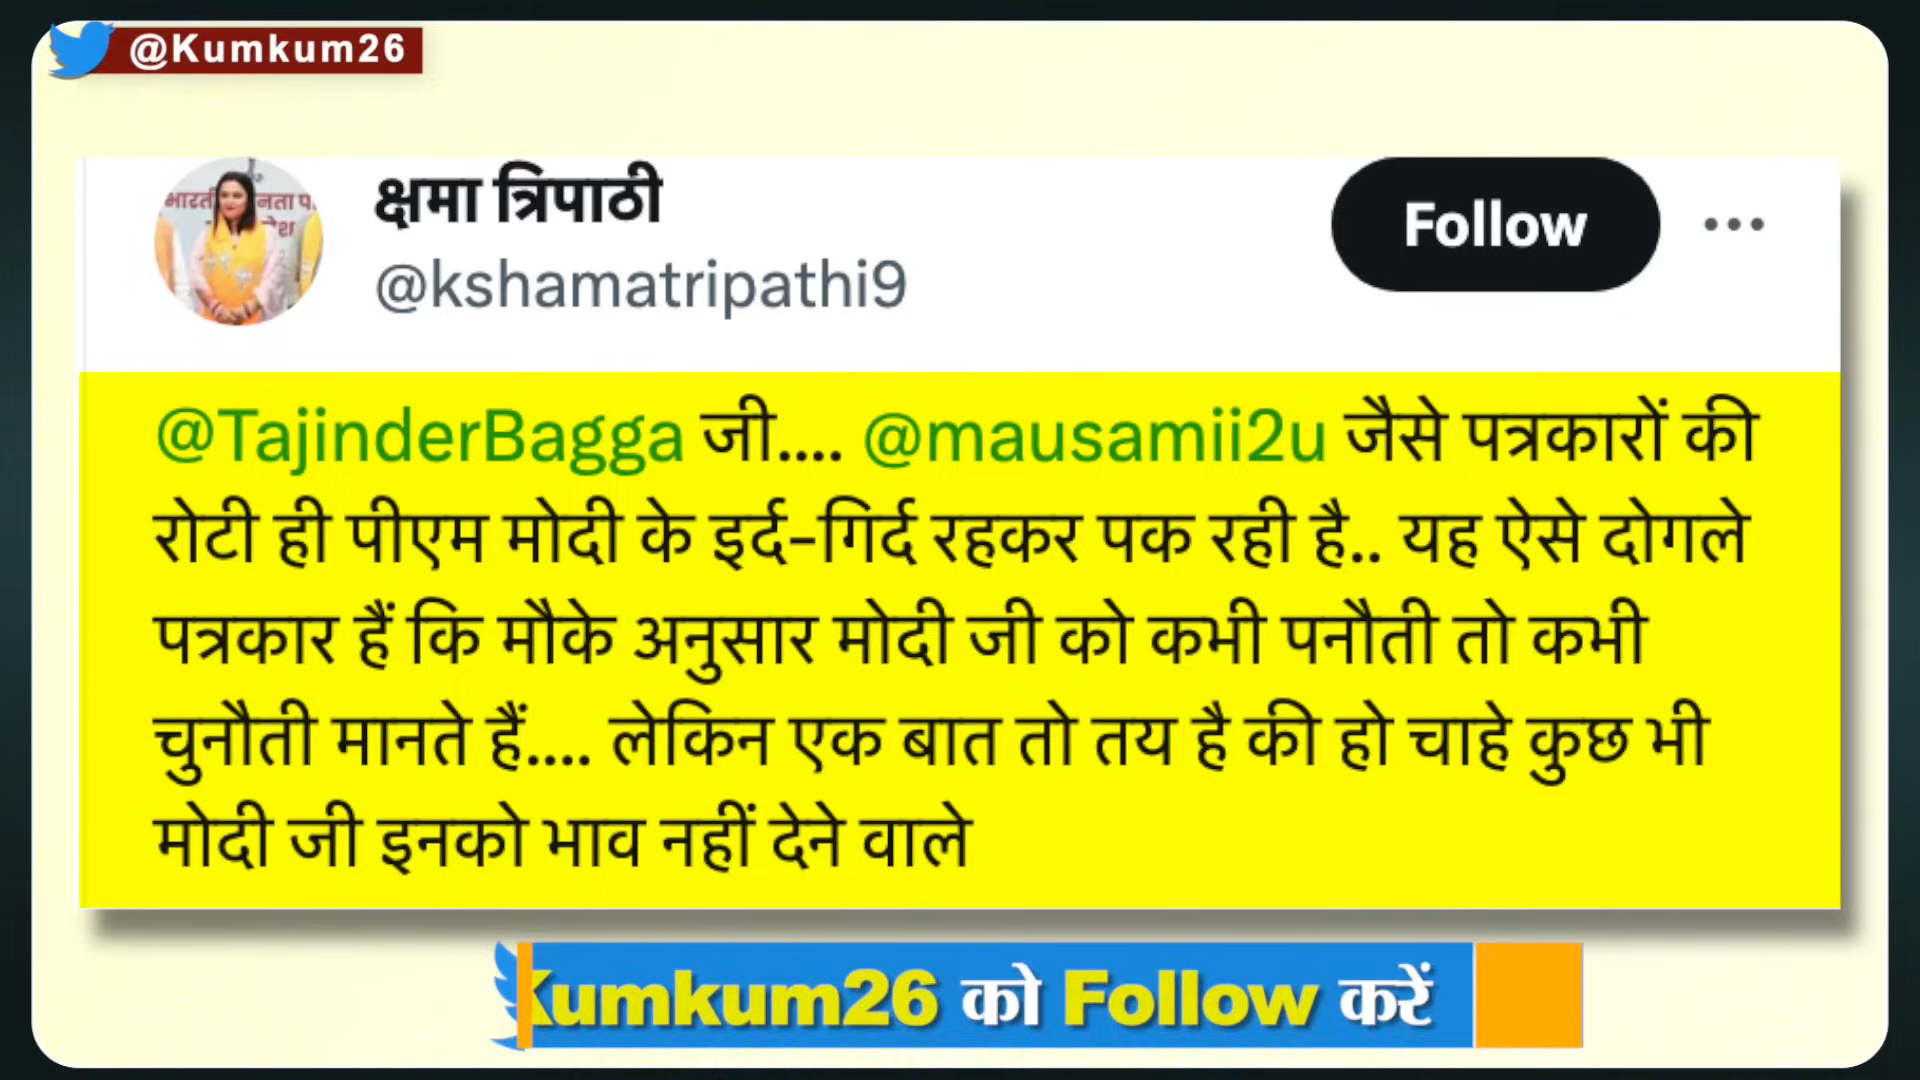 @Kumkum26
क्षमा त्रिपाठी
@kshamatripathi9
Follow
@TajinderBagga जी.... @mausamii2u जैसे पत्रकारों की
रोटी ही पीएम मोदी के इर्द-गिर्द रहकर पक रही है.. यह ऐसे दोगले
पत्रकार हैं कि मौके अनुसार मोदी जी को कभी पनौती तो कभी
चुनौती मानते हैं.... लेकिन एक बात तो तय है की हो चाहे कुछ भी
मोदी जी इनको भाव नहीं देने वाले
Kumkum26 को Follow करें